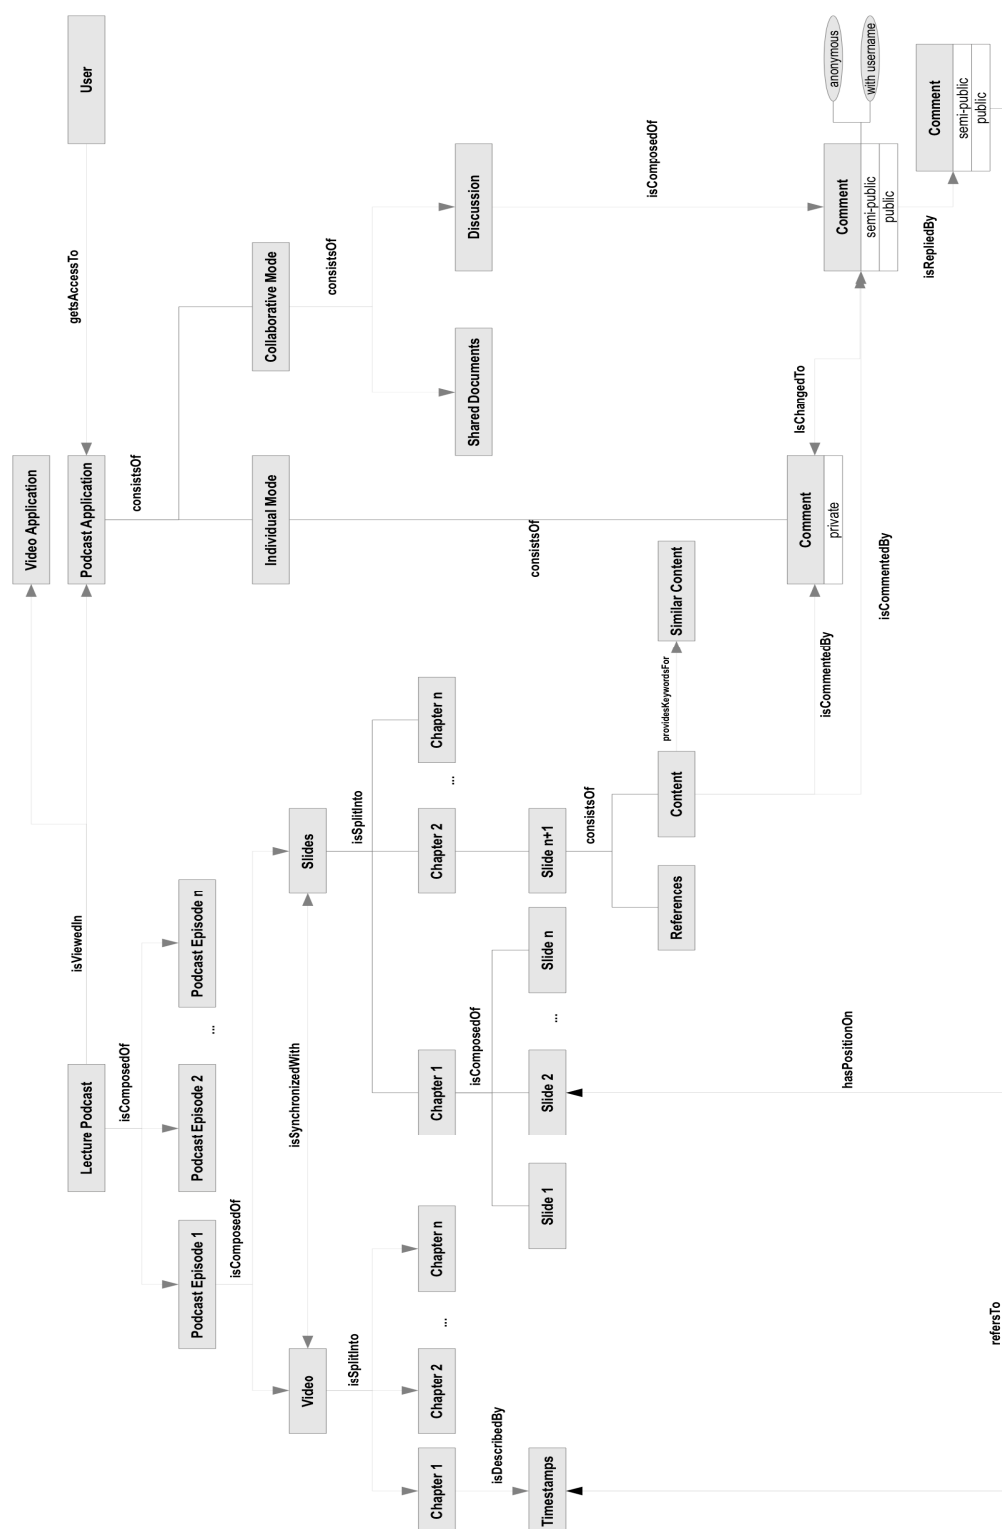 User
getsAccessTo
Video Application
Podcast Application
isViewedIn
Lecture Podcast
consistsOf
isComposedOf
Collaborative Mode
Individual Mode
Podcast Episode n
...
Podcast Episode 2
Podcast Episode 1
consistsOf
isComposedOf
Slides
isSynchronizedWith
Video
isSplitInto
isSplitInto
Discussion
Shared Documents
Chapter n
...
Chapter 2
Chapter 1
Chapter n
...
Chapter 2
Chapter 1
consistsOf
isComposedOf
isDescribedBy
Slide n+1
Slide n
...
Slide 2
Slide 1
Timestamps
consistsOf
isComposedOf
providesKeywordsFor
Similar Content
Content
References
IsChangedTo
Comment
private
isCommentedBy
isCommentedBy
anonymous
with username
Comment
semi-public
public
isRepliedBy
Comment
semi-public
public
hasPositionOn
refersTo